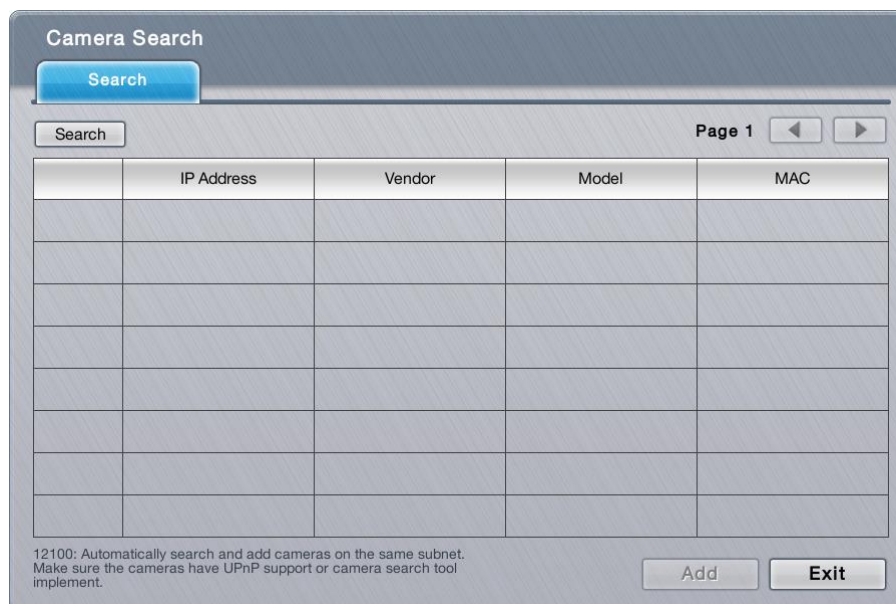 Camera Search
Search
Search
Page 1
IP Address Vendor Model MAC
12100: Automatically search and add cameras on the same subnet.
Make sure the cameras have UPnP support or camera search tool
implement.
Add Exit